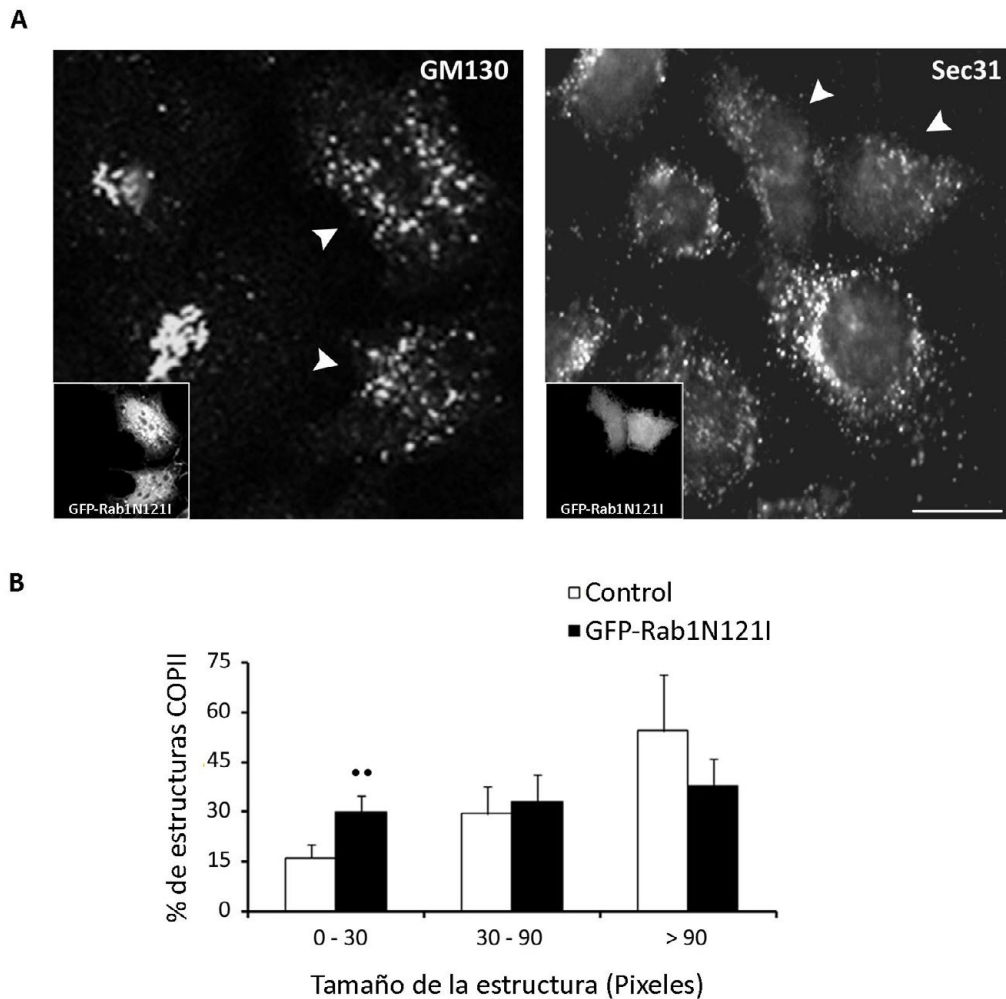 A
GM130
Sec31
GFP-Rab1N121I
GFP-Rab1N121I
B
Control
GFP-Rab1N121I
% de estructuras COPII
75
60
45
30
15
0
0 - 30
30 - 90
> 90
Tamaño de la estructura (Pixeles)